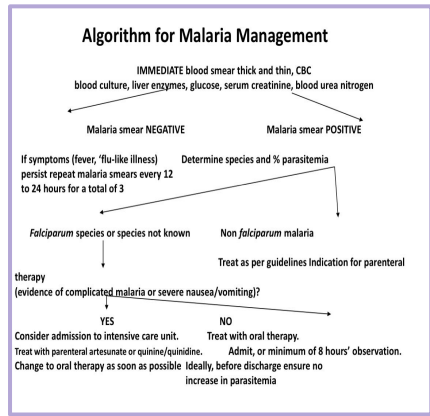 Algorithm for Malaria Management
IMMEDIATE blood smear thick and thin, CBC
blood culture, liver enzymes, glucose, serum creatinine, blood urea nitrogen
Malaria smear NEGATIVE
Malaria smear POSITIVE
If symptoms (fever, 'flu-like illness)
persist repeat malaria smears every 12
to 24 hours for a total of 3
Determine species and % parasitemia
Falciparum species or species not known
Non falciparum malaria
Treat as per guidelines Indication for parenteral
therapy
(evidence of complicated malaria or severe nausea/vomiting)?
YES
Consider admission to intensive care unit.
Treat with parenteral artesunate or quinine/quinidine.
Change to oral therapy as soon as possible
NO
Treat with oral therapy.
Admit, or minimum of 8 hours' observation.
Ideally, before discharge ensure no
increase in parasitemia